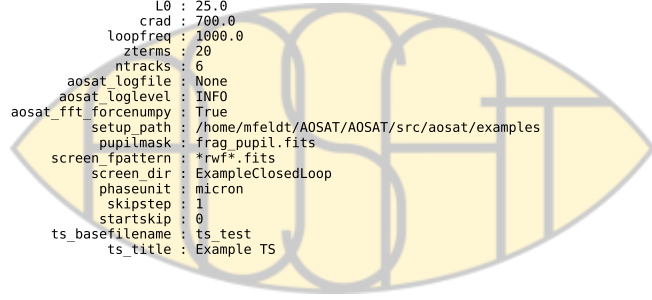 L0 : 25.0
crad : 700.0
loopfreq : 1000.0
zterms : 20
ntracks : 6
aosat_logfile : None
aosat_loglevel : INFO
aosat_fft_forcenumpy : True
setup_path : /home/mfeldt/AOSAT/AOSAT/src/aosat/examples
pupilmask : frag_pupil.fits
screen_fpattern : *rwf*.fits
screen_dir : ExampleClosedLoop
phaseunit : micron
skipstep : 1
startskip : 0
ts_basefilename : ts_test
ts_title : Example TS
AOSAT